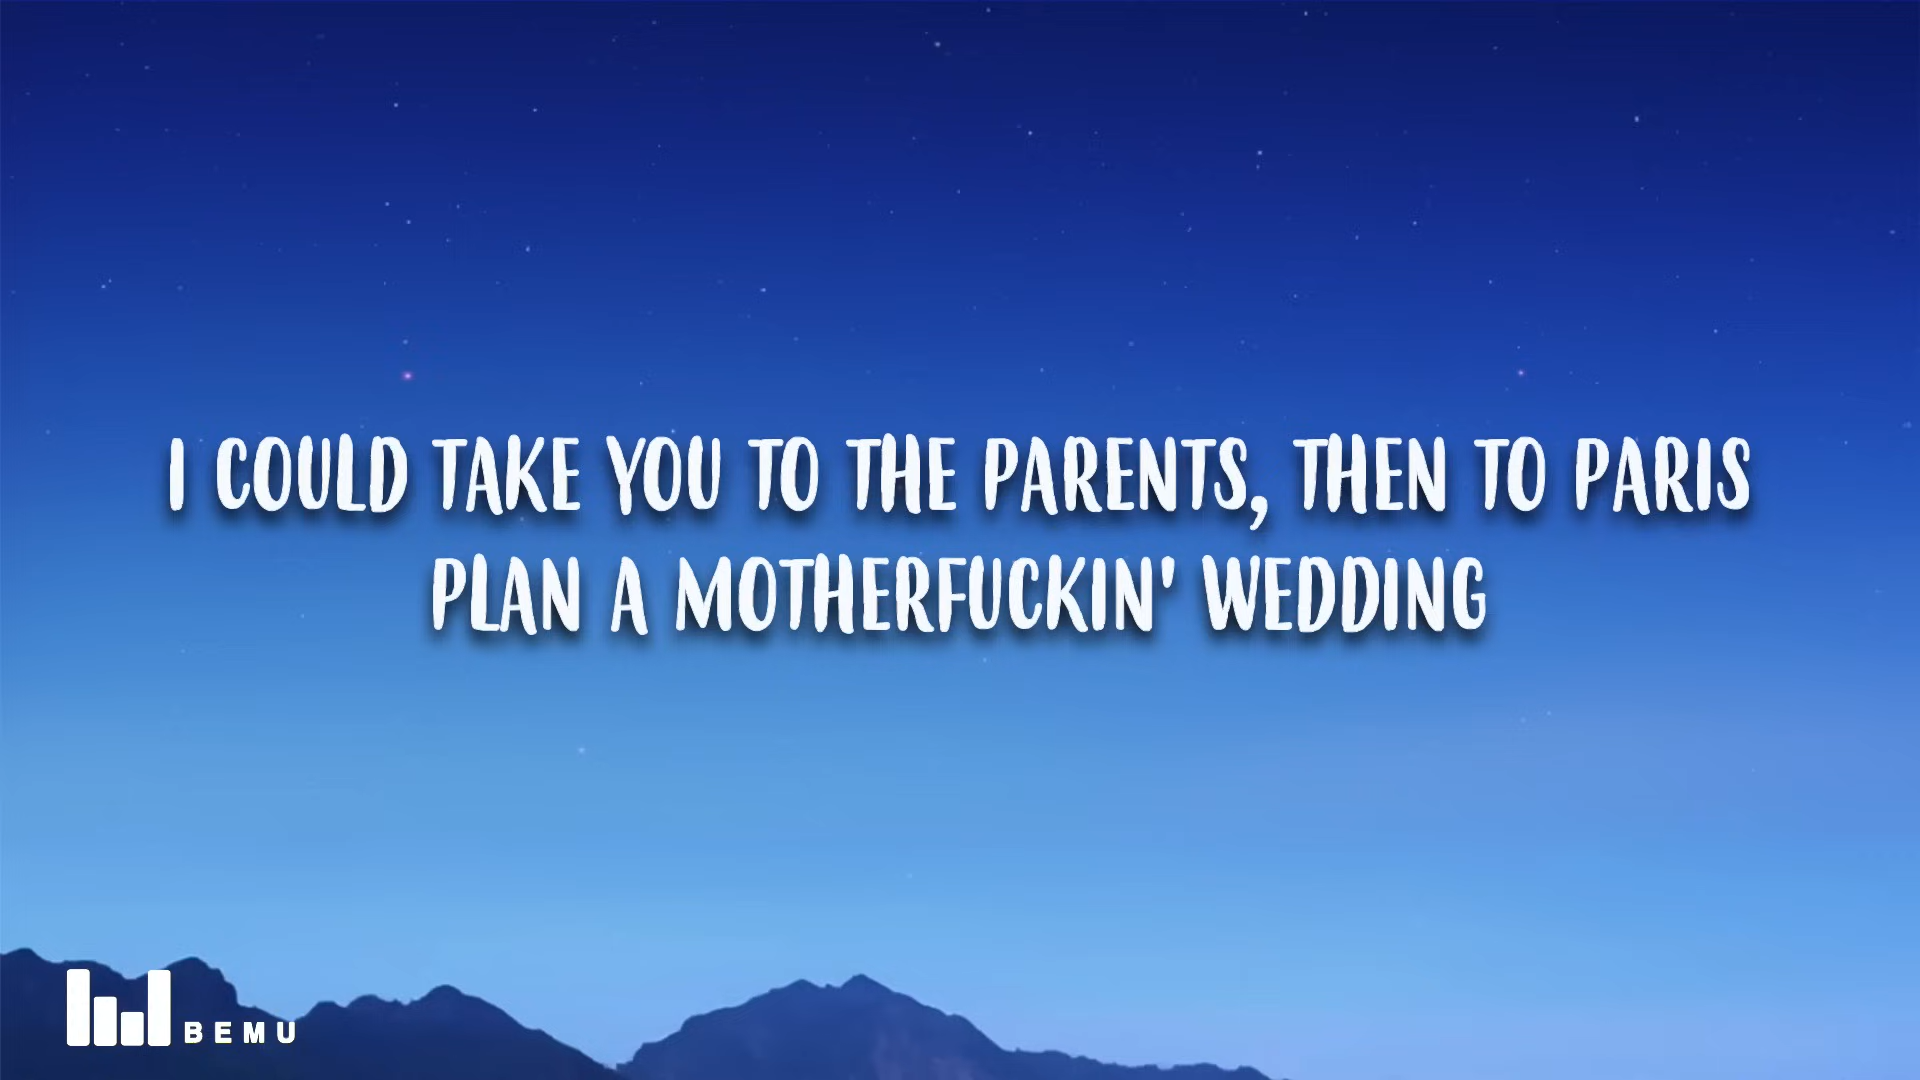 I COULD TAKE YOU TO THE PARENTS, THEN TO PARIS
PLAN A MOTHERFUCKIN' WEDDING
BEMU